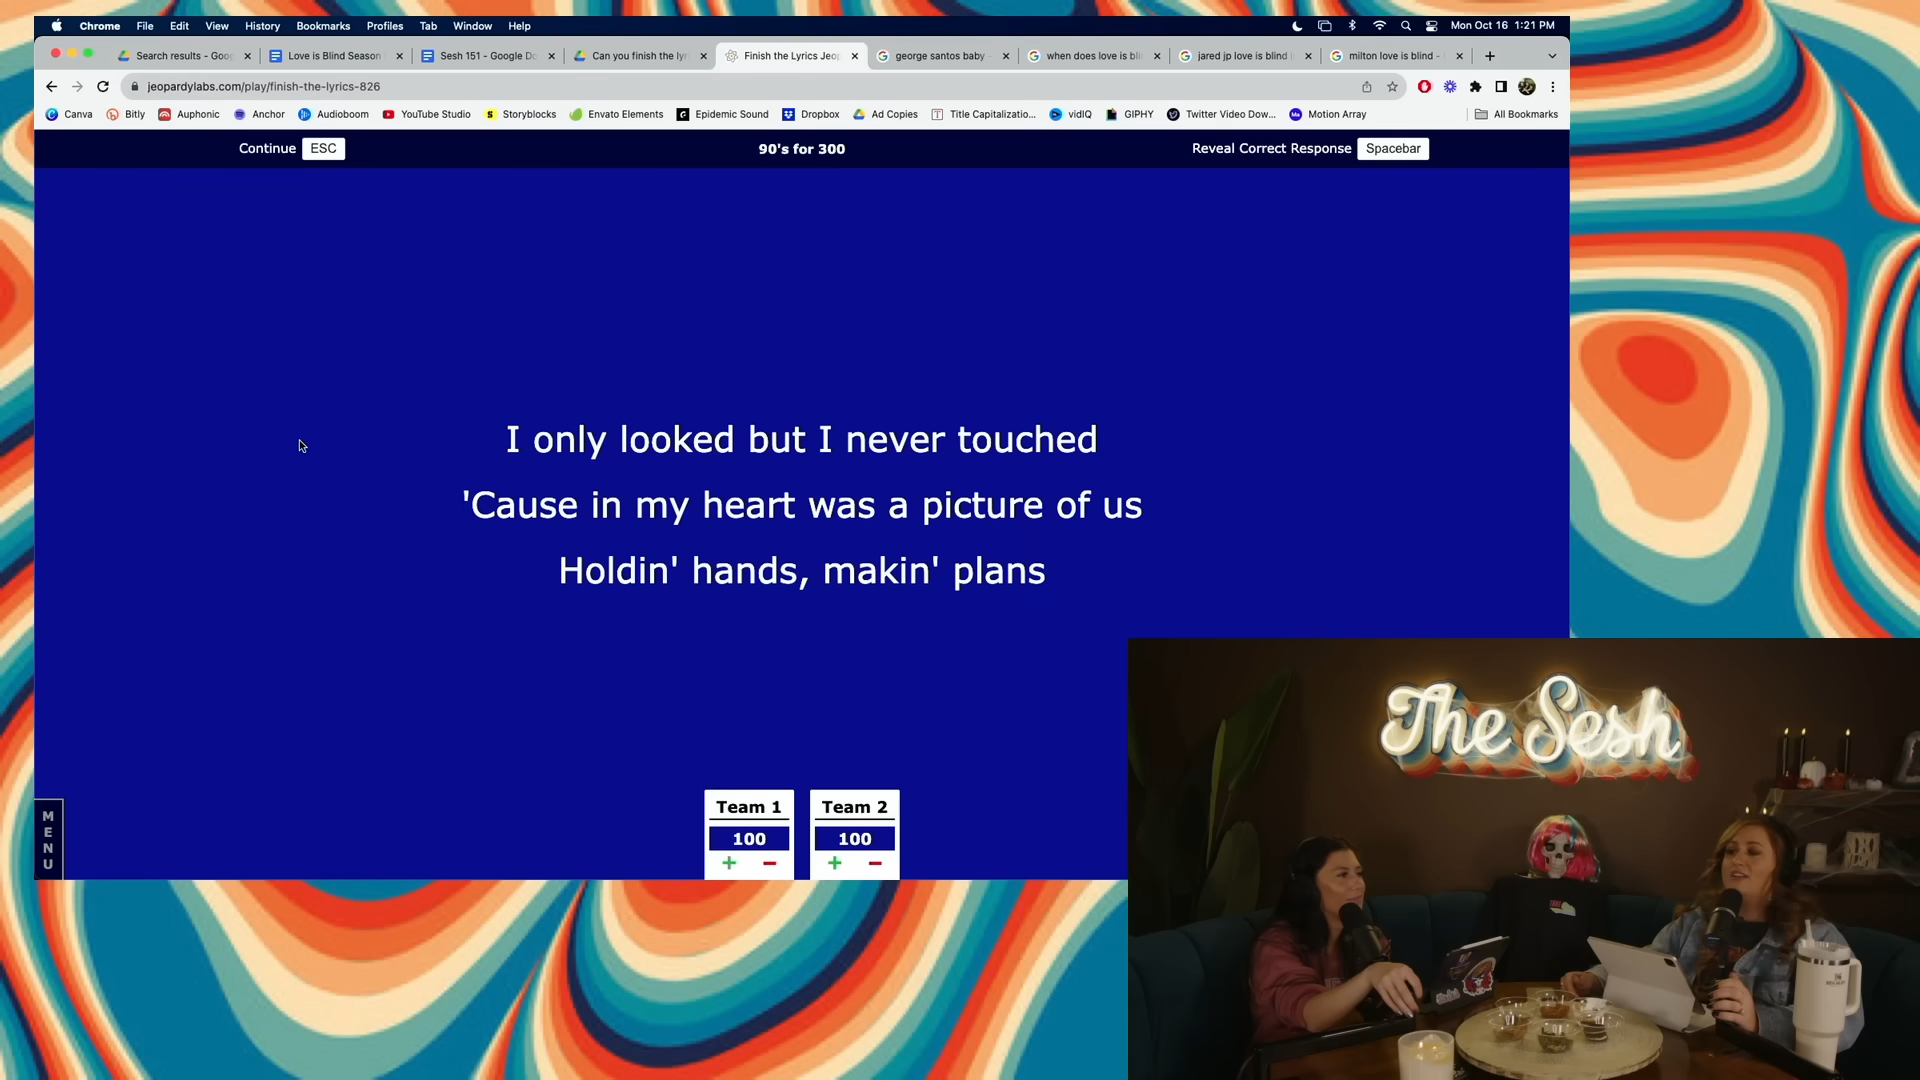 Chrome File Edit View History Bookmarks Profiles Tab Window Help Mon Oct 16 1:21 PM
Search results - Goo
Love is Blind Season
Sesh 151 - Google Do
Can you finish the lyri
Finish the Lyrics Jeop
george santos baby -
when does love is bli
jared jp love is blind i
milton love is blind -
jeopardylabs.com/play/finish-the-lyrics-826
Canva Bitly Auphonic Anchor Audioboom YouTube Studio Storyblocks Envato Elements Epidemic Sound Dropbox Ad Copies Title Capitalizatio... vidIQ GIPHY Twitter Video Dow... Motion Array All Bookmarks
Continue ESC 90's for 300 Reveal Correct Response Spacebar
I only looked but I never touched
'Cause in my heart was a picture of us
Holdin' hands, makin' plans
The Sesh
MENU
Team 1 Team 2
100 100
+ − + −